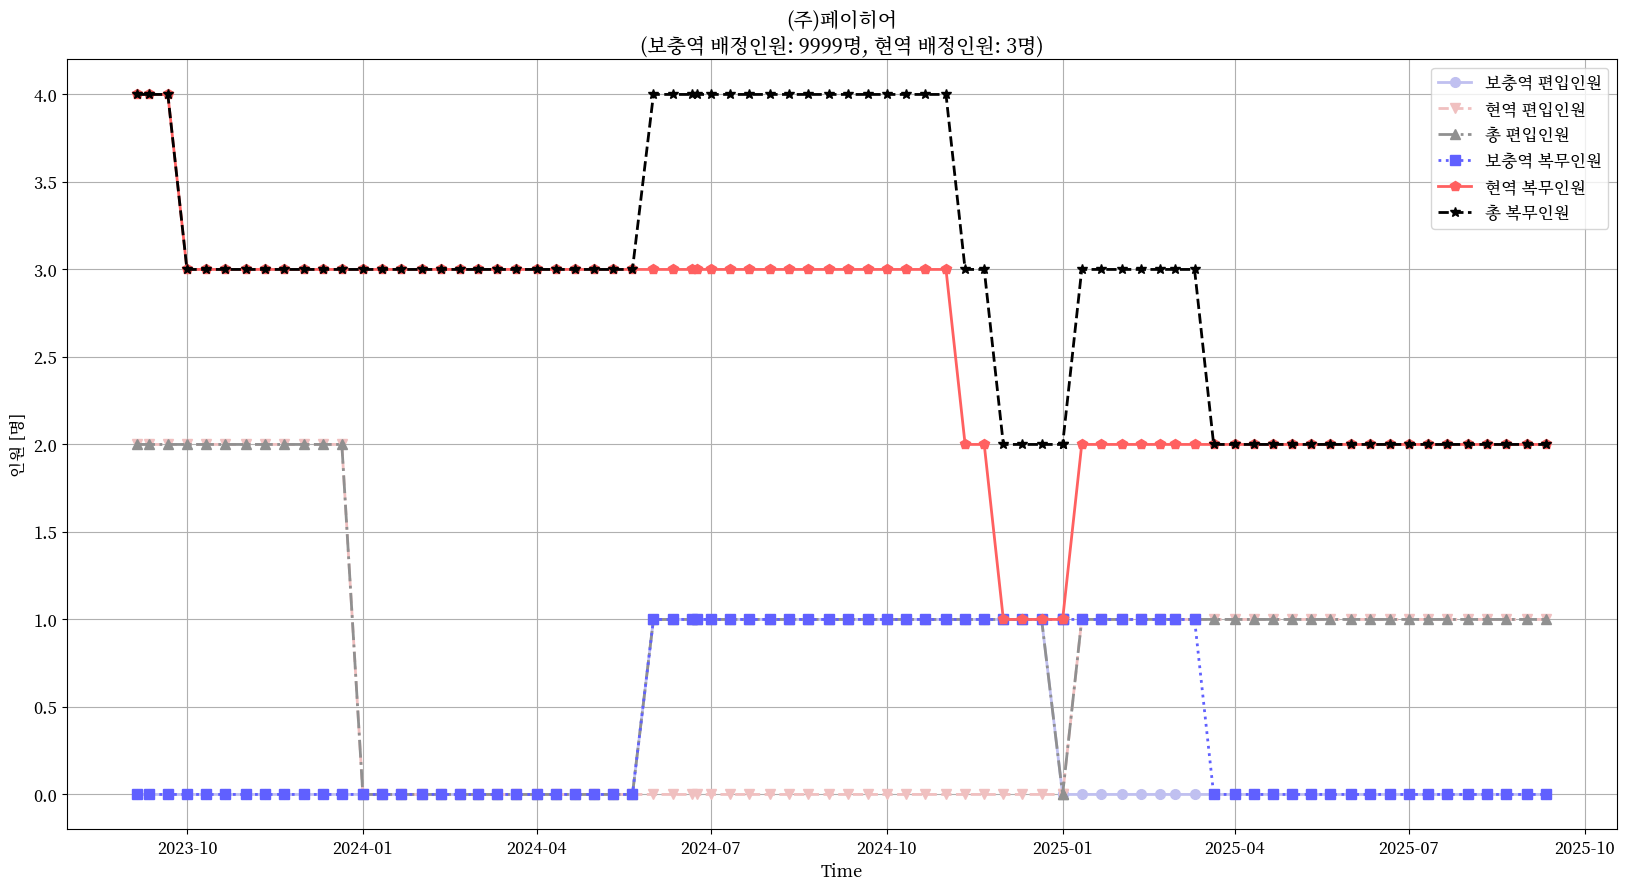 (주)페이히어
(보충역 배정인원: 9999명, 현역 배정인원: 3명)
보충역 편입인원
현역 편입인원
총 편입인원
보충역 복무인원
현역 복무인원
총 복무인원
인원 [명]
4.0
3.5
3.0
2.5
2.0
1.5
1.0
0.5
0.0
2023-10 2024-01 2024-04 2024-07 2024-10 2025-01 2025-04 2025-07 2025-10
Time